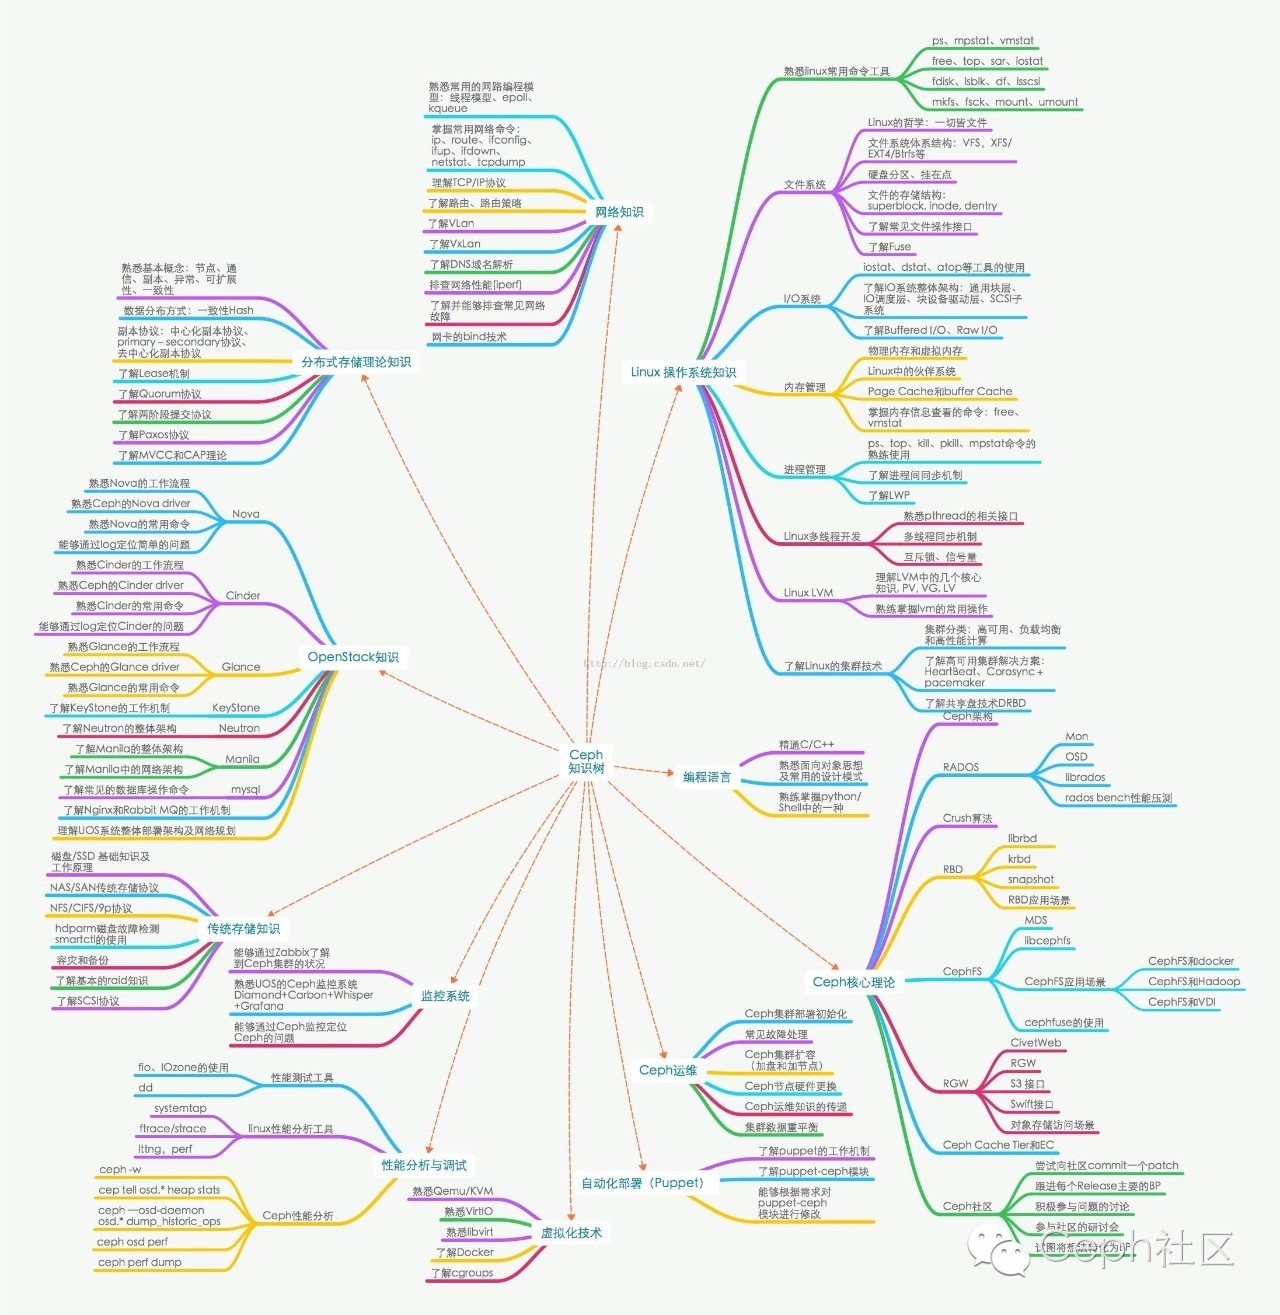 Ceph
知识树
网络知识
熟悉常用的网路编程模
型：线程模型、epoll、
kqueue
掌握常用网络命令：
ip、route、ifconfig、
ifup、ifdown、
netstat、tcpdump
理解TCP/IP协议
了解路由、路由策略
了解VLan
了解VxLan
了解DNS域名解析
排查网络性能[iperf]
了解并能够排查常见网络
故障
网卡的bind技术
分布式存储理论知识
熟悉基本概念：节点、通
信、副本、异常、可扩展
性、一致性
数据分布方式：一致性Hash
副本协议：中心化副本协议、
primary – secondary协议、
去中心化副本协议
了解Lease机制
了解Quorum协议
了解两阶段提交协议
了解Paxos协议
了解MVCC和CAP理论
OpenStack知识
Nova
熟悉Nova的工作流程
熟悉Ceph的Nova driver
熟悉Nova的常用命令
能够通过log定位简单的问题
Cinder
熟悉Cinder的工作流程
熟悉Ceph的Cinder driver
熟悉Cinder的常用命令
能够通过log定位Cinder的问题
Glance
熟悉Glance的工作流程
熟悉Ceph的Glance driver
熟悉Glance的常用命令
KeyStone
了解KeyStone的工作机制
Neutron
了解Neutron的整体架构
Manila
了解Manila的整体架构
了解Manila中的网络架构
mysql
了解常见的数据库操作命令
了解Nginx和Rabbit MQ的工作机制
理解UOS系统整体部署架构及网络规划
传统存储知识
磁盘/SSD 基础知识及
工作原理
NAS/SAN传统存储协议
NFS/CIFS/9p协议
hdparm磁盘故障检测
smartctl的使用
容灾和备份
了解基本的raid知识
了解SCSI协议
监控系统
能够通过Zabbix了解
到Ceph集群的状况
熟悉UOS的Ceph监控系统
Diamond+Carbon+Whisper
+Grafana
能够通过Ceph监控定位
Ceph的问题
性能分析与调试
性能测试工具
fio、IOzone的使用
dd
linux性能分析工具
systemtap
ftrace/strace
lttng，perf
Ceph性能分析
ceph -w
cep tell osd.* heap stats
ceph —osd-daemon
osd.* dump_historic_ops
ceph osd perf
ceph perf dump
虚拟化技术
熟悉Qemu/KVM
熟悉VirtIO
熟悉libvirt
了解Docker
了解cgroups
Linux 操作系统知识
熟悉linux常用命令工具
ps、mpstat、vmstat
free、top、sar、iostat
fdisk、lsblk、df、lsscsi
mkfs、fsck、mount、umount
文件系统
Linux的哲学：一切皆文件
文件系统体系结构：VFS，XFS/
EXT4/Btrfs等
硬盘分区、挂在点
文件的存储结构：
superblock, inode, dentry
了解常见文件操作接口
了解Fuse
I/O系统
iostat、dstat、atop等工具的使用
了解IO系统整体架构：通用块层、
IO调度层、块设备驱动层、SCSI子
系统
了解Buffered I/O、Raw I/O
内存管理
物理内存和虚拟内存
Linux中的伙伴系统
Page Cache和buffer Cache
掌握内存信息查看的命令：free、
vmstat
进程管理
ps、top、kill、pkill、mpstat命令的
熟练使用
了解进程间同步机制
了解LWP
Linux多线程开发
熟悉pthread的相关接口
多线程同步机制
互斥锁、信号量
Linux LVM
理解LVM中的几个核心
知识, PV, VG, LV
熟练掌握lvm的常用操作
了解Linux的集群技术
集群分类：高可用、负载均衡
和高性能计算
了解高可用集群解决方案：
HeartBeat、Corosync +
pacemaker
了解共享盘技术DRBD
http://blog.csdn.net/
编程语言
精通C/C++
熟悉面向对象思想
及常用的设计模式
熟练掌握python/
Shell中的一种
Ceph核心理论
Ceph架构
RADOS
Mon
OSD
librados
rados bench性能压测
Crush算法
RBD
librbd
krbd
snapshot
RBD应用场景
CephFS
MDS
libcephfs
CephFS应用场景
CephFS和docker
CephFS和Hadoop
CephFS和VDI
cephfuse的使用
RGW
CivetWeb
RGW
S3 接口
Swift接口
对象存储访问场景
Ceph Cache Tier和EC
Ceph社区
尝试向社区commit一个patch
跟进每个Release主要的BP
积极参与问题的讨论
参与社区的研讨会
试图将想法转化为BP
Ceph运维
Ceph集群部署初始化
常见故障处理
Ceph集群扩容
（加盘和加节点）
Ceph节点硬件更换
Ceph运维知识的传递
集群数据重平衡
自动化部署（Puppet）
了解puppet的工作机制
了解puppet-ceph模块
能够根据需求对
puppet-ceph
模块进行修改
Ceph社区